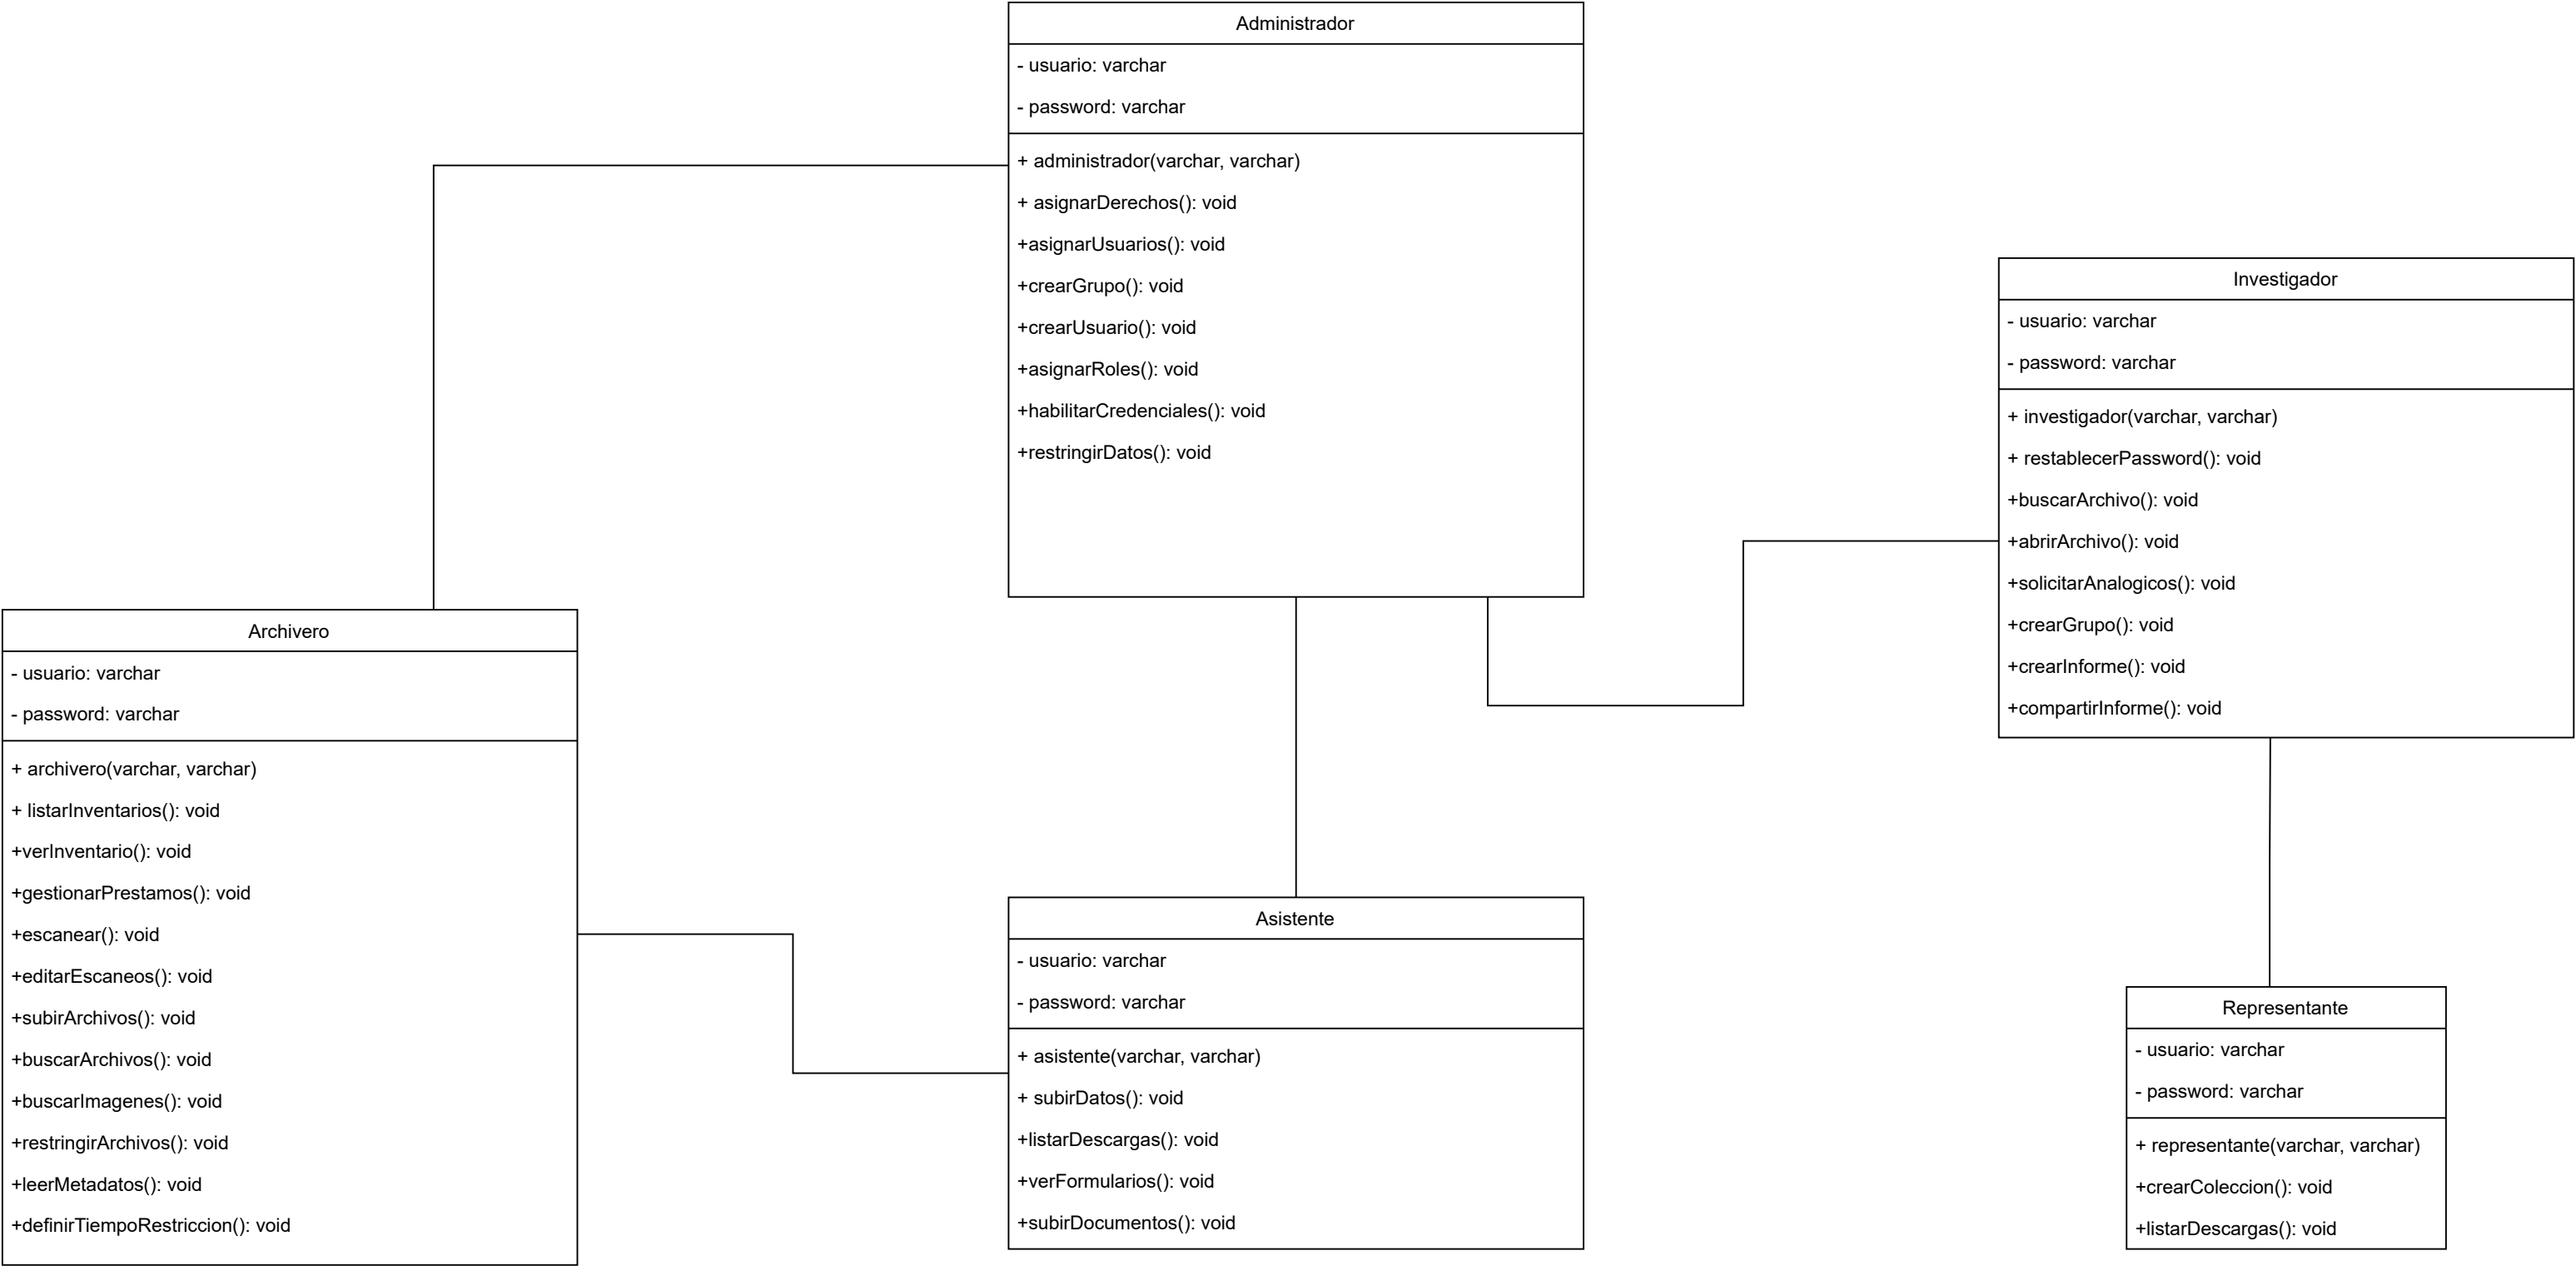 Administrador
- usuario: varchar
- password: varchar
+ administrador(varchar, varchar)
+ asignarDerechos(): void
+asignarUsuarios(): void
+crearGrupo(): void
+crearUsuario(): void
+asignarRoles(): void
+habilitarCredenciales(): void
+restringirDatos(): void
Investigador
- usuario: varchar
- password: varchar
+ investigador(varchar, varchar)
+ restablecerPassword(): void
+buscarArchivo(): void
+abrirArchivo(): void
+solicitarAnalogicos(): void
+crearGrupo(): void
+crearInforme(): void
+compartirInforme(): void
Archivero
- usuario: varchar
- password: varchar
+ archivero(varchar, varchar)
+ listarInventarios(): void
+verInventario(): void
+gestionarPrestamos(): void
+escanear(): void
+editarEscaneos(): void
+subirArchivos(): void
+buscarArchivos(): void
+buscarImagenes(): void
+restringirArchivos(): void
+leerMetadatos(): void
+definirTiempoRestriccion(): void
Asistente
- usuario: varchar
- password: varchar
+ asistente(varchar, varchar)
+ subirDatos(): void
+listarDescargas(): void
+verFormularios(): void
+subirDocumentos(): void
Representante
- usuario: varchar
- password: varchar
+ representante(varchar, varchar)
+crearColeccion(): void
+listarDescargas(): void